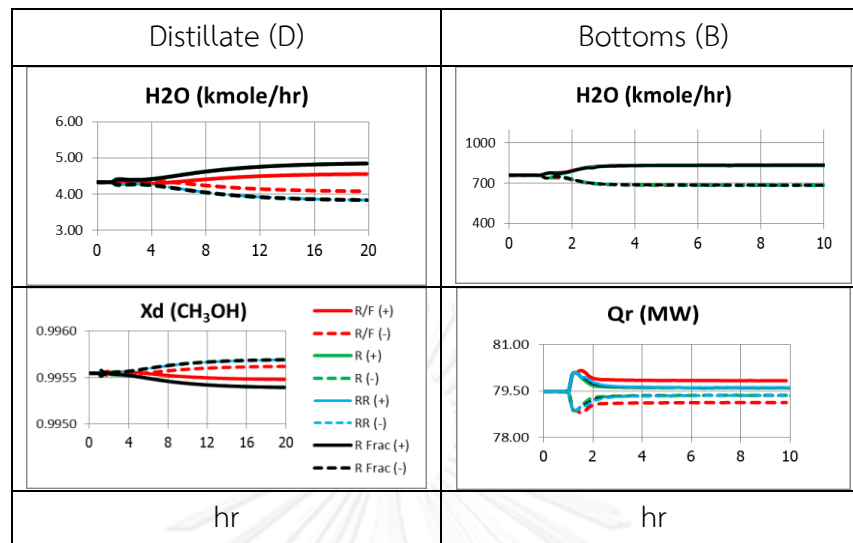 Distillate (D)
Bottoms (B)
H2O (kmole/hr)
6.00
5.00
4.00
3.00
0
4
8
12
16
20
H2O (kmole/hr)
1000
700
400
0
2
4
6
8
10
Xd (CH₃OH)
0.9960
0.9955
0.9950
0
4
8
12
16
20
R/F (+)
R/F (-)
R (+)
R (-)
RR (+)
RR (-)
R Frac (+)
R Frac (-)
Qr (MW)
81.00
79.50
78.00
0
2
4
6
8
10
hr
hr